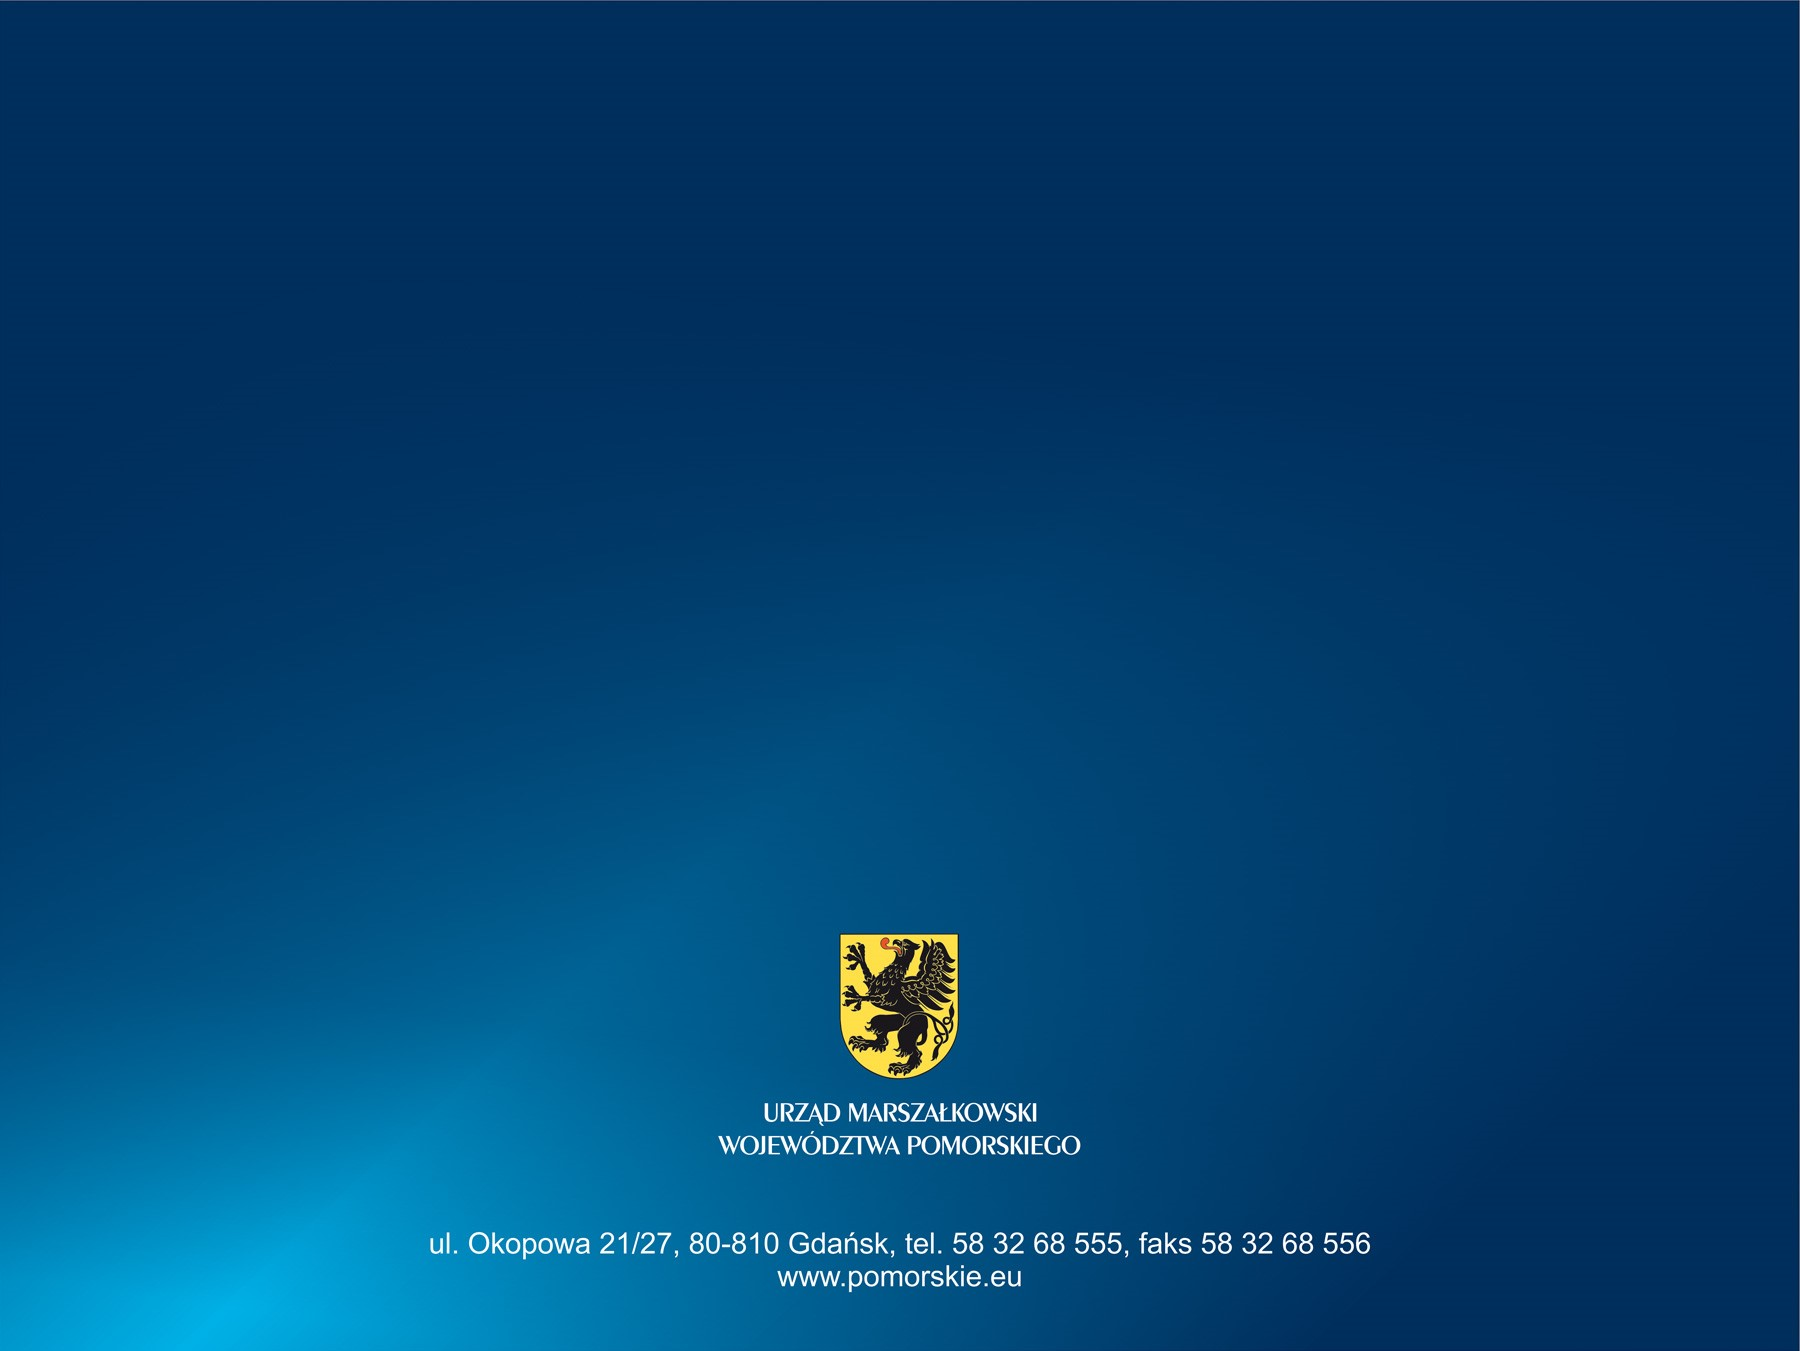 URZĄD MARSZAŁKOWSKI
WOJEWÓDZTWA POMORSKIEGO
ul. Okopowa 21/27, 80-810 Gdańsk, tel. 58 32 68 555, faks 58 32 68 556
www.pomorskie.eu